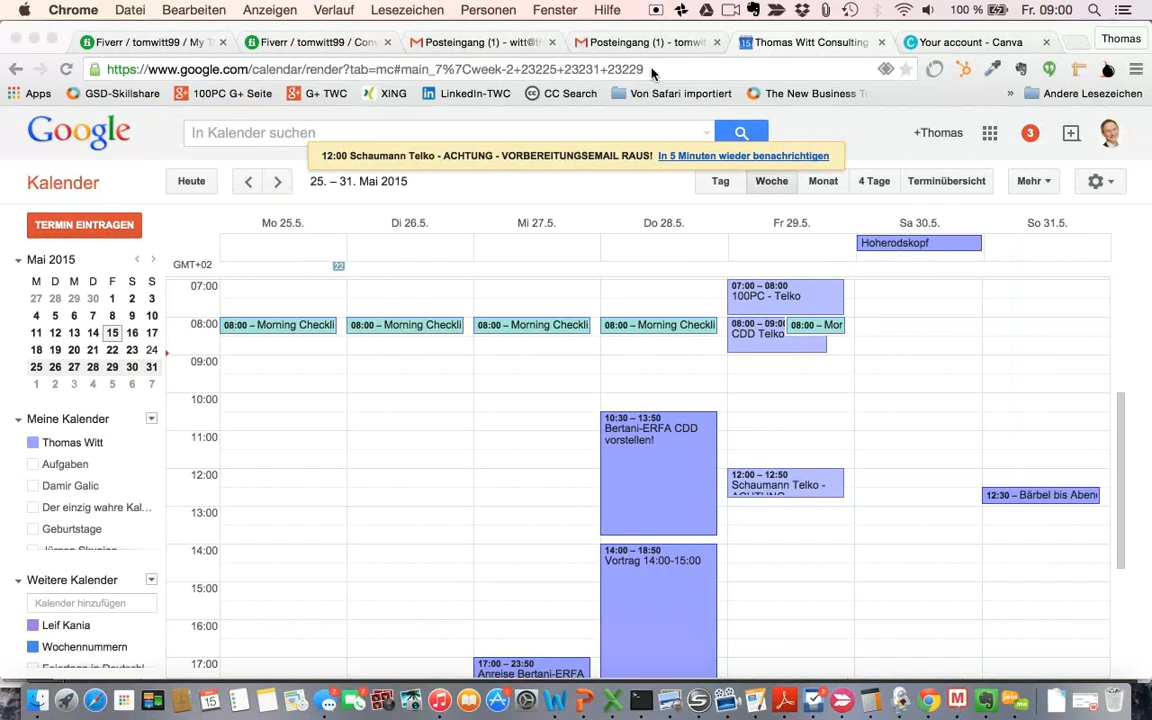 Chrome Datei Bearbeiten Anzeigen Verlauf Lesezeichen Personen Fenster Hilfe 100 % Fr. 09:00
Fiverr / tomwitt99 / My T Fiverr / tomwitt99 / Con Posteingang (1) - witt@t Posteingang (1) - tomwit Thomas Witt Consulting Your account - Canva Thomas
https://www.google.com/calendar/render?tab=mc#main_7%7Cweek-2+23225+23231+23229
Apps GSD-Skillshare 100PC G+ Seite G+ TWC XING LinkedIn-TWC CC Search Von Safari importiert The New Business T » Andere Lesezeichen
Google In Kalender suchen +Thomas 3
12:00 Schaumann Telko - ACHTUNG - VORBEREITUNGSEMAIL RAUS! In 5 Minuten wieder benachrichtigen
Kalender Heute 25. – 31. Mai 2015 Tag Woche Monat 4 Tage Terminübersicht Mehr
TERMIN EINTRAGEN
Mo 25.5. Di 26.5. Mi 27.5. Do 28.5. Fr 29.5. Sa 30.5. So 31.5.
Hoherodskopf
GMT+02 22
Mai 2015
M D M D F S S
27 28 29 30 1 2 3
4 5 6 7 8 9 10
11 12 13 14 15 16 17
18 19 20 21 22 23 24
25 26 27 28 29 30 31
1 2 3 4 5 6 7
Meine Kalender
Thomas Witt
Aufgaben
Damir Galic
Der einzig wahre Kal...
Geburtstage
Weitere Kalender
Kalender hinzufügen
Leif Kania
Wochennummern
Feiertage in Deutschl
07:00
07:00 – 08:00
100PC - Telko
08:00
08:00 – Morning Checkli 08:00 – Morning Checkli 08:00 – Morning Checkli 08:00 – Morning Checkli 08:00 – 09:00 08:00 – Mor
CDD Telko
09:00
10:00
10:30 – 13:50
Bertani-ERFA CDD
vorstellen!
11:00
12:00
12:00 – 12:50
Schaumann Telko -
ACHTUNG
12:30 – Bärbel bis Aben
13:00
14:00
14:00 – 18:50
Vortrag 14:00-15:00
15:00
16:00
17:00
17:00 – 23:50
Anreise Bertani-ERFA